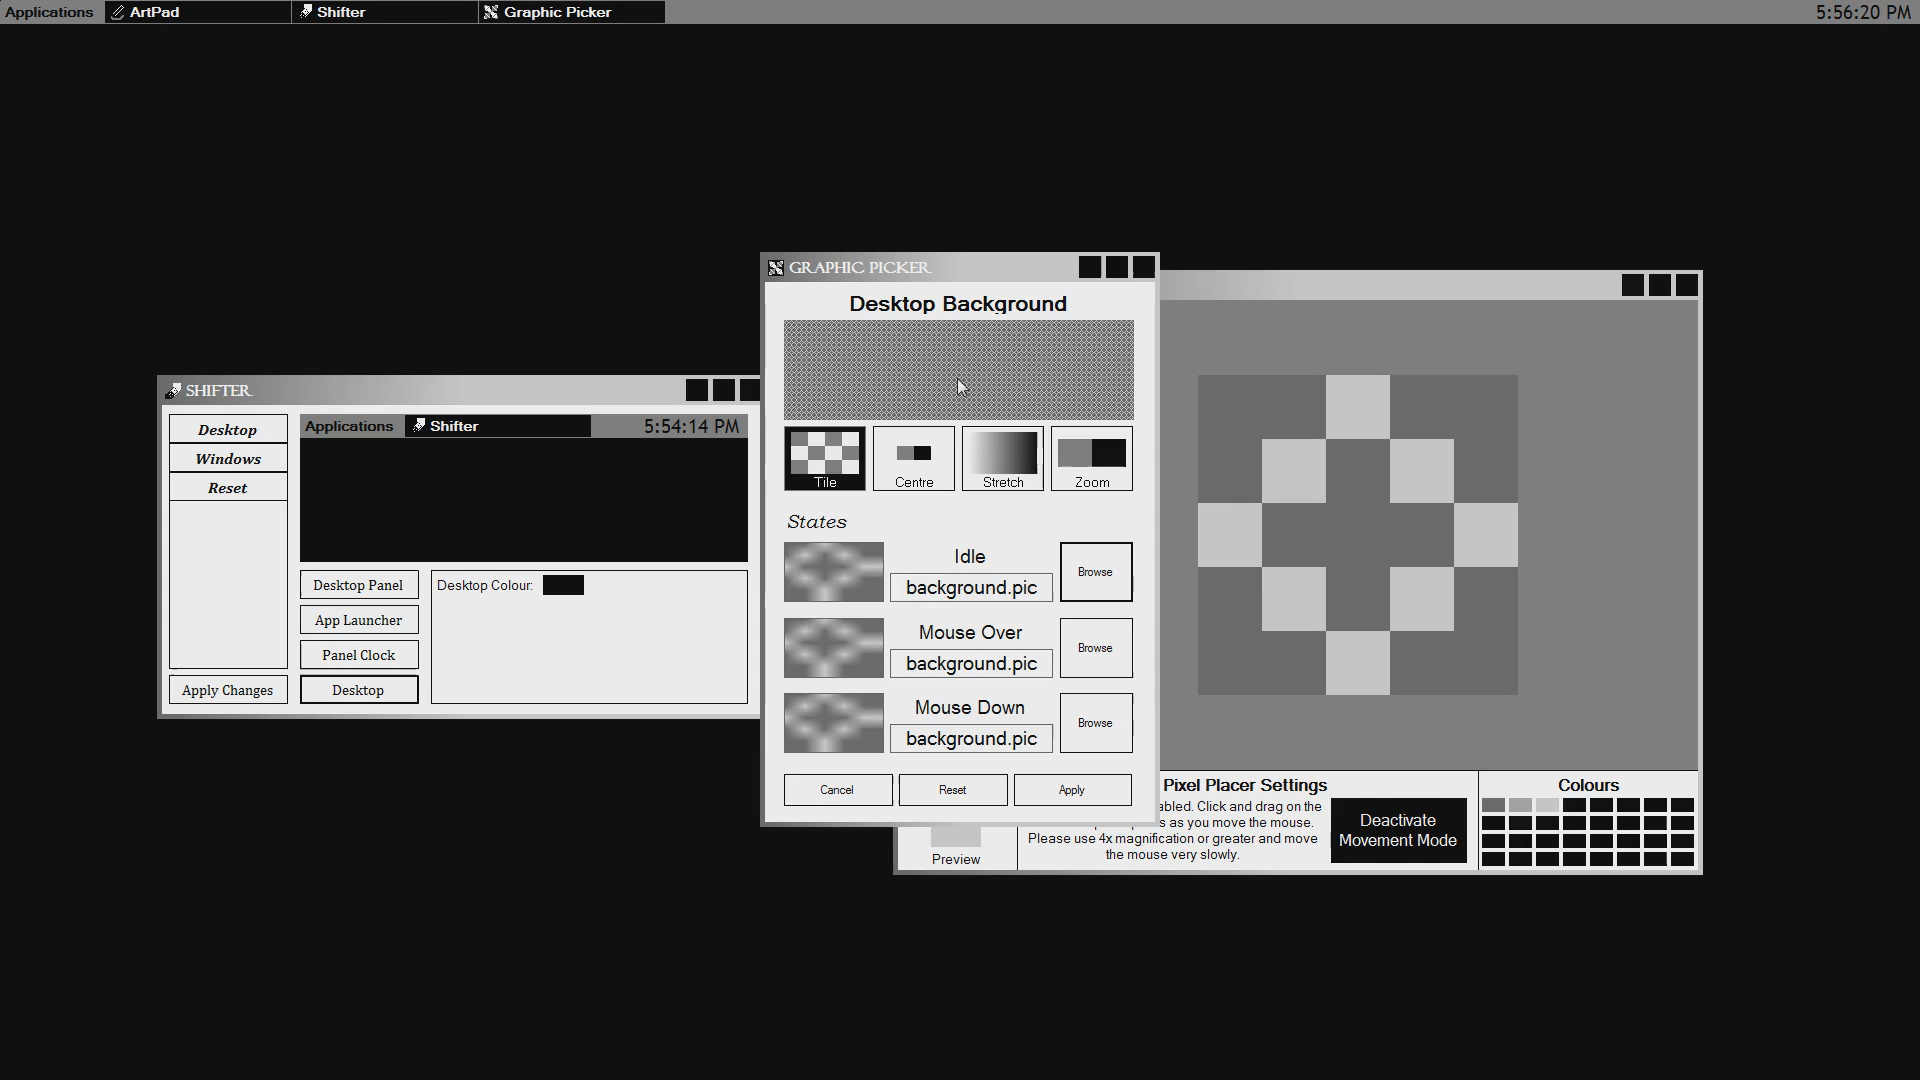 Applications
ArtPad
Shifter
Graphic Picker
5:56:20 PM
GRAPHIC PICKER
Desktop Background
Tile
Centre
Stretch
Zoom
States
Idle
background.pic
Browse
Mouse Over
background.pic
Browse
Mouse Down
background.pic
Browse
Cancel
Reset
Apply
SHIFTER
Desktop
Windows
Reset
Apply Changes
Applications
Shifter
5:54:14 PM
Desktop Panel
App Launcher
Panel Clock
Desktop
Desktop Colour:
Preview
Pixel Placer Settings
abled. Click and drag on the
s as you move the mouse.
Please use 4x magnification or greater and move
the mouse very slowly.
Deactivate
Movement Mode
Colours